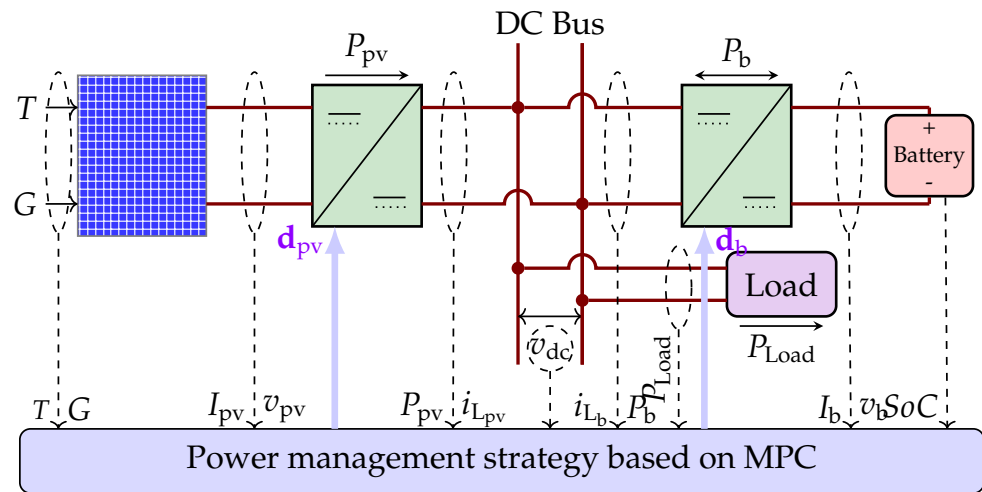 DC Bus
P_pv
P_b
T
G
+
Battery
-
d_pv
d_b
Load
v_dc
P_Load
P_Load
T G
I_pv v_pv
P_pv i_L_pv
i_L_b P_b
I_b v_b
SoC
Power management strategy based on MPC